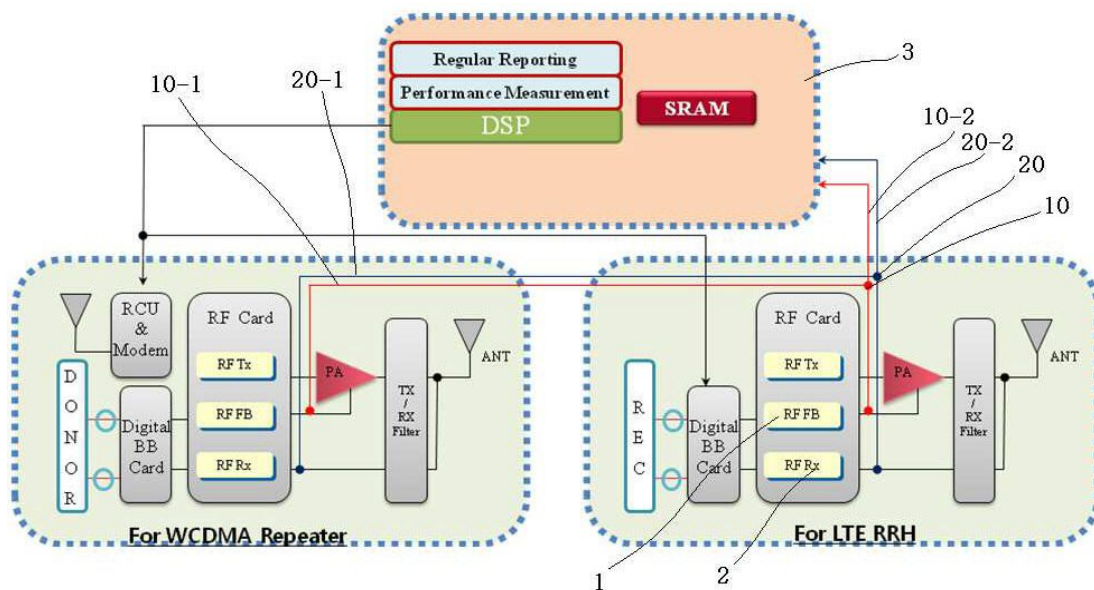 Regular Reporting
Performance Measurement
DSP
SRAM
3
10-1
20-1
10-2
20-2
20
10
RCU
&
Modem
RF Card
RF Tx
RF FB
RF Rx
PA
TX
/
RX
Filter
ANT
D
O
N
O
R
Digital
BB
Card
For WCDMA Repeater
RF Card
RF Tx
RF FB
RF Rx
PA
TX
/
RX
Filter
ANT
R
E
C
Digital
BB
Card
For LTE RRH
1
2